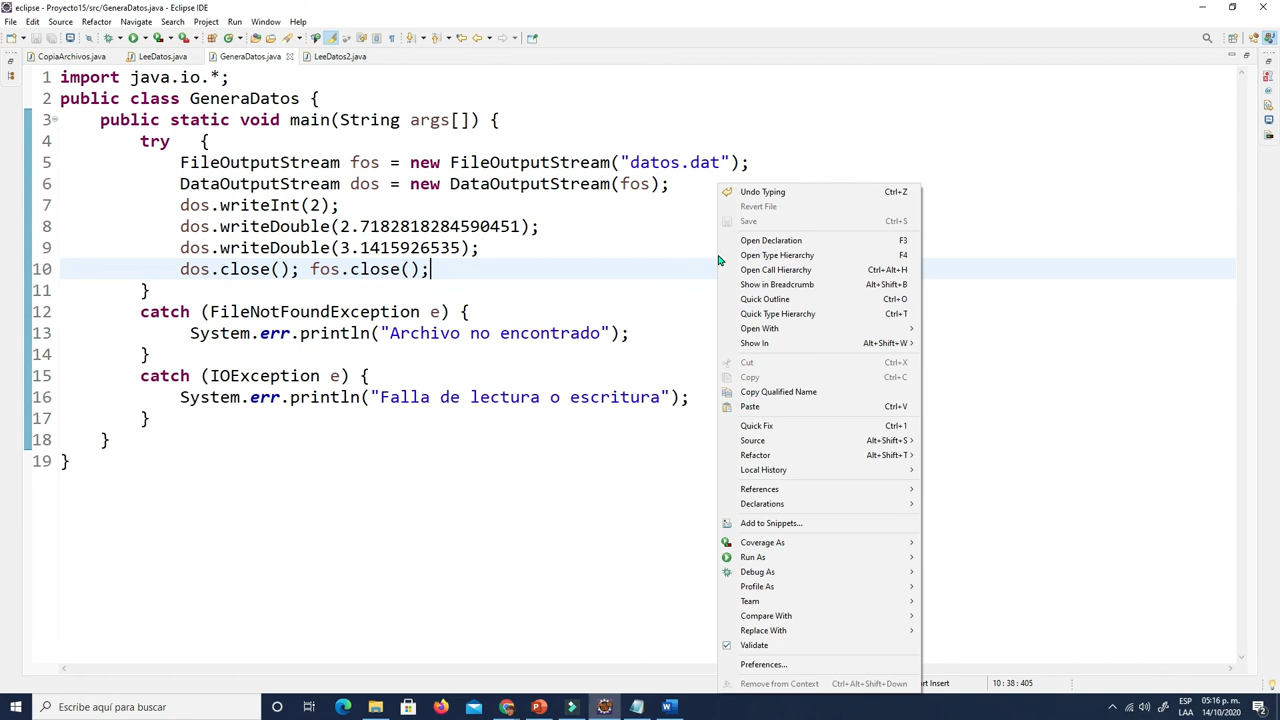 eclipse - Proyecto15/src/GeneraDatos.java - Eclipse IDE
File Edit Source Refactor Navigate Search Project Run Window Help
CopiaArchivos.java LeeDatos.java GeneraDatos.java LeeDatos2.java
1 import java.io.*;
2 public class GeneraDatos {
3 public static void main(String args[]) {
4 try {
5 FileOutputStream fos = new FileOutputStream("datos.dat");
6 DataOutputStream dos = new DataOutputStream(fos);
7 dos.writeInt(2);
8 dos.writeDouble(2.7182818284590451);
9 dos.writeDouble(3.1415926535);
10 dos.close(); fos.close();
11 }
12 catch (FileNotFoundException e) {
13 System.err.println("Archivo no encontrado");
14 }
15 catch (IOException e) {
16 System.err.println("Falla de lectura o escritura");
17 }
18 }
19 }
Undo Typing Ctrl+Z
Revert File
Save Ctrl+S
Open Declaration F3
Open Type Hierarchy F4
Open Call Hierarchy Ctrl+Alt+H
Show in Breadcrumb Alt+Shift+B
Quick Outline Ctrl+O
Quick Type Hierarchy Ctrl+T
Open With
Show In Alt+Shift+W
Cut Ctrl+X
Copy Ctrl+C
Copy Qualified Name
Paste Ctrl+V
Quick Fix Ctrl+1
Source Alt+Shift+S
Refactor Alt+Shift+T
Local History
References
Declarations
Add to Snippets...
Coverage As
Run As
Debug As
Profile As
Team
Compare With
Replace With
Validate
Preferences...
Remove from Context Ctrl+Alt+Shift+Down
rt Insert 10 : 38 : 405
Escribe aquí para buscar
ESP 05:16 p. m.
LAA 14/10/2020
2